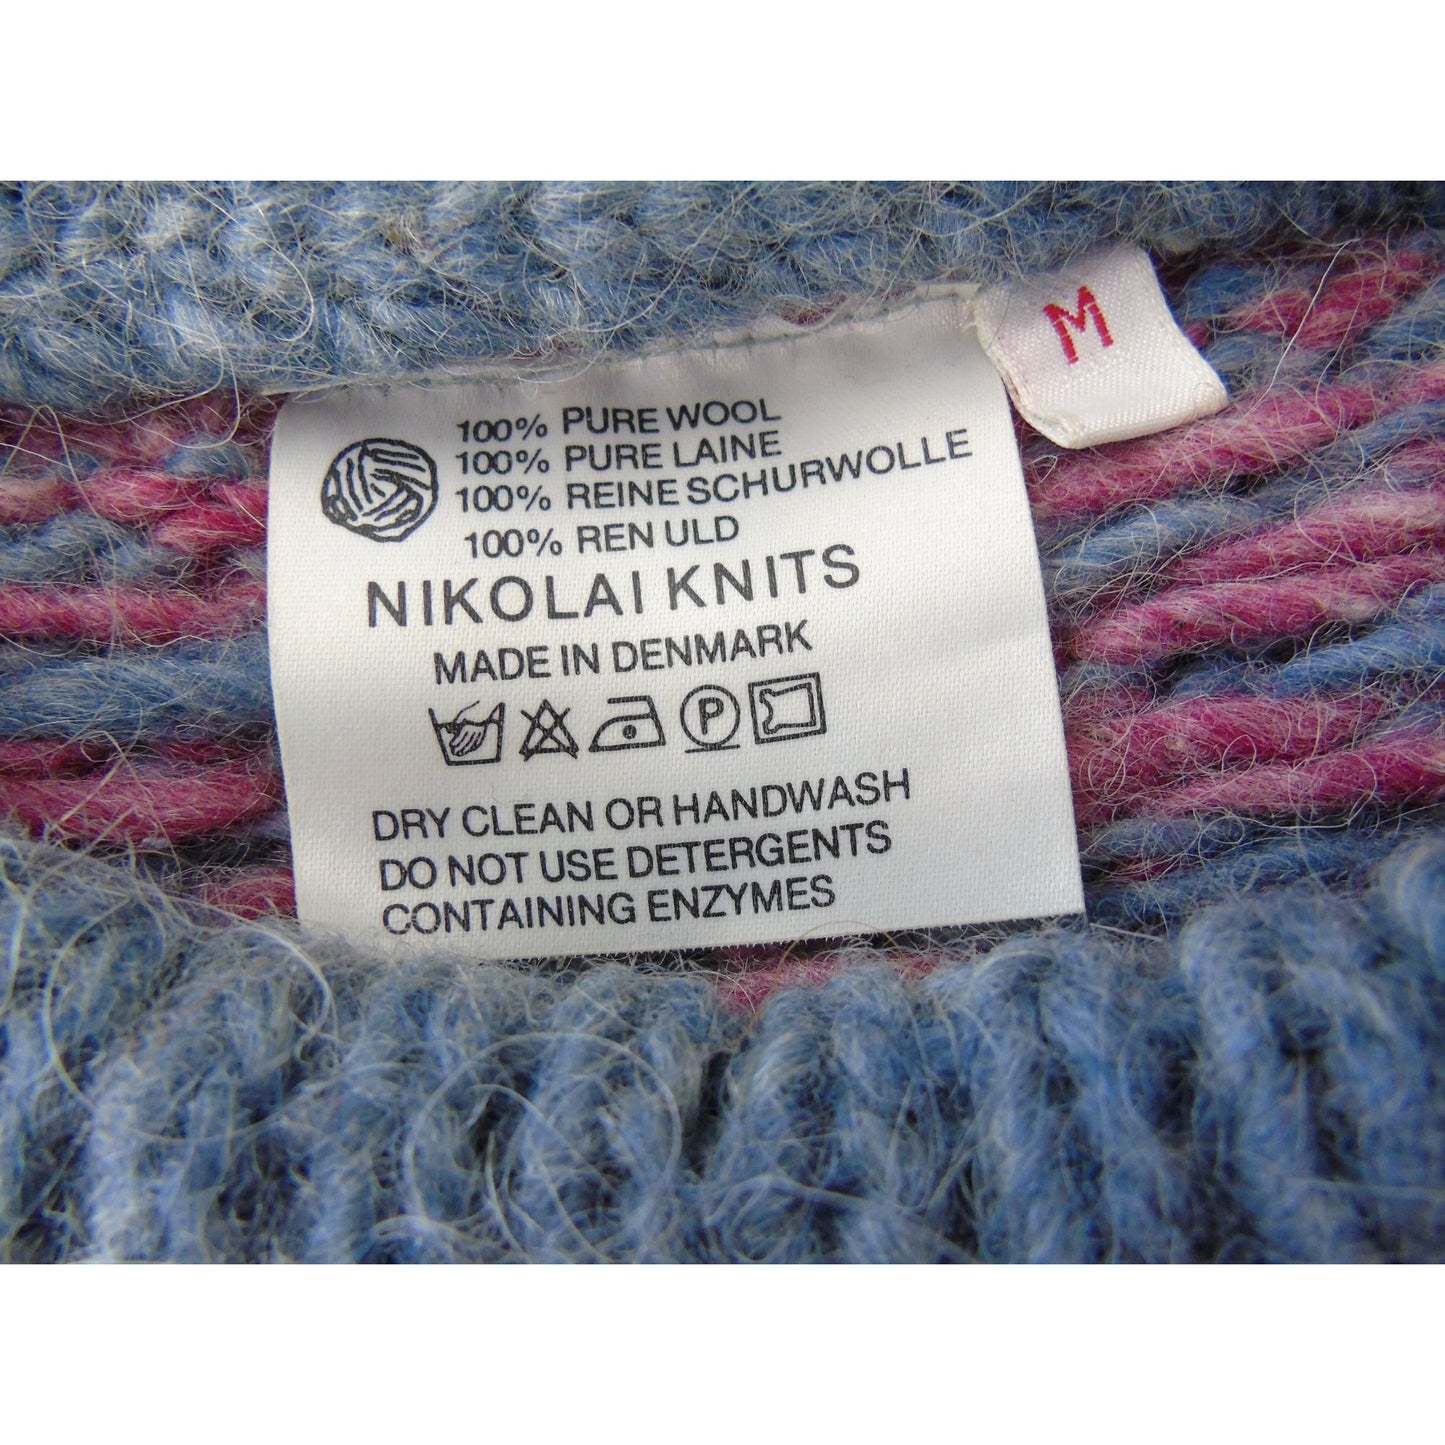 M
100% PURE WOOL
100% PURE LAINE
100% REINE SCHURWOLLE
100% REN ULD
NIKOLAI KNITS
MADE IN DENMARK
P
DRY CLEAN OR HANDWASH
DO NOT USE DETERGENTS
CONTAINING ENZYMES